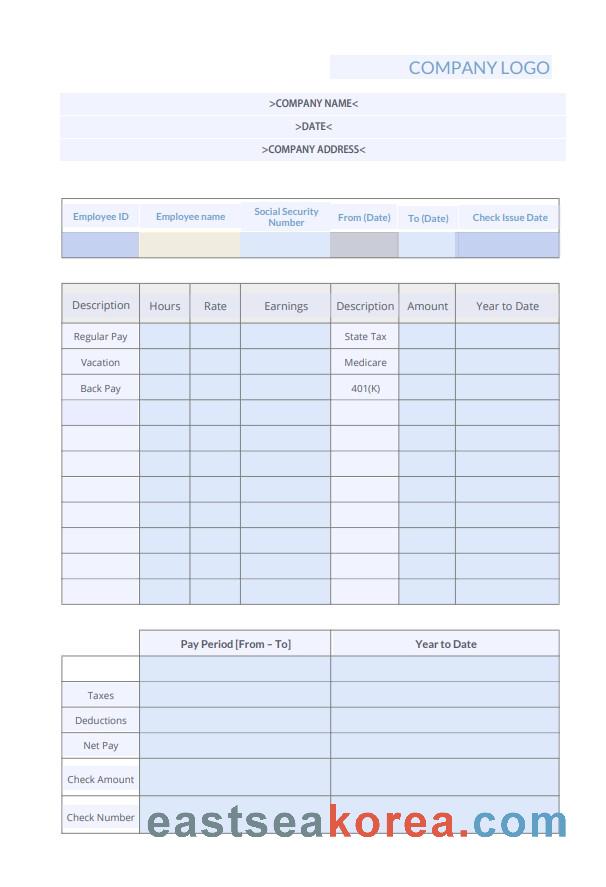 COMPANY LOGO
>COMPANY NAME<
>DATE<
>COMPANY ADDRESS<
Employee ID Employee name Social Security Number From (Date) To (Date) Check Issue Date
Description Hours Rate Earnings Description Amount Year to Date
Regular Pay State Tax
Vacation Medicare
Back Pay 401(K)
Pay Period [From – To] Year to Date
Taxes
Deductions
Net Pay
Check Amount
Check Number
eastseakorea.com